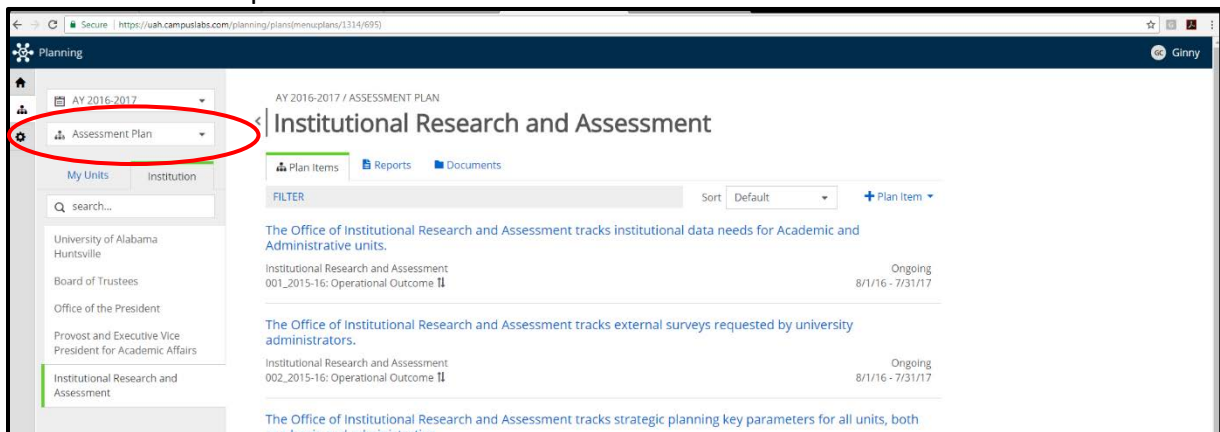 Secure | https://uah.campuslabs.com/planning/plans(menu:plans/1314/695)
Planning
GC Ginny
AY 2016-2017
Assessment Plan
My Units Institution
search...
University of Alabama
Huntsville
Board of Trustees
Office of the President
Provost and Executive Vice
President for Academic Affairs
Institutional Research and
Assessment
AY 2016-2017 / ASSESSMENT PLAN
Institutional Research and Assessment
Plan Items Reports Documents
FILTER Sort Default + Plan Item
The Office of Institutional Research and Assessment tracks institutional data needs for Academic and
Administrative units.
Institutional Research and Assessment Ongoing
001_2015-16: Operational Outcome 8/1/16 - 7/31/17
The Office of Institutional Research and Assessment tracks external surveys requested by university
administrators.
Institutional Research and Assessment Ongoing
002_2015-16: Operational Outcome 8/1/16 - 7/31/17
The Office of Institutional Research and Assessment tracks strategic planning key parameters for all units, both